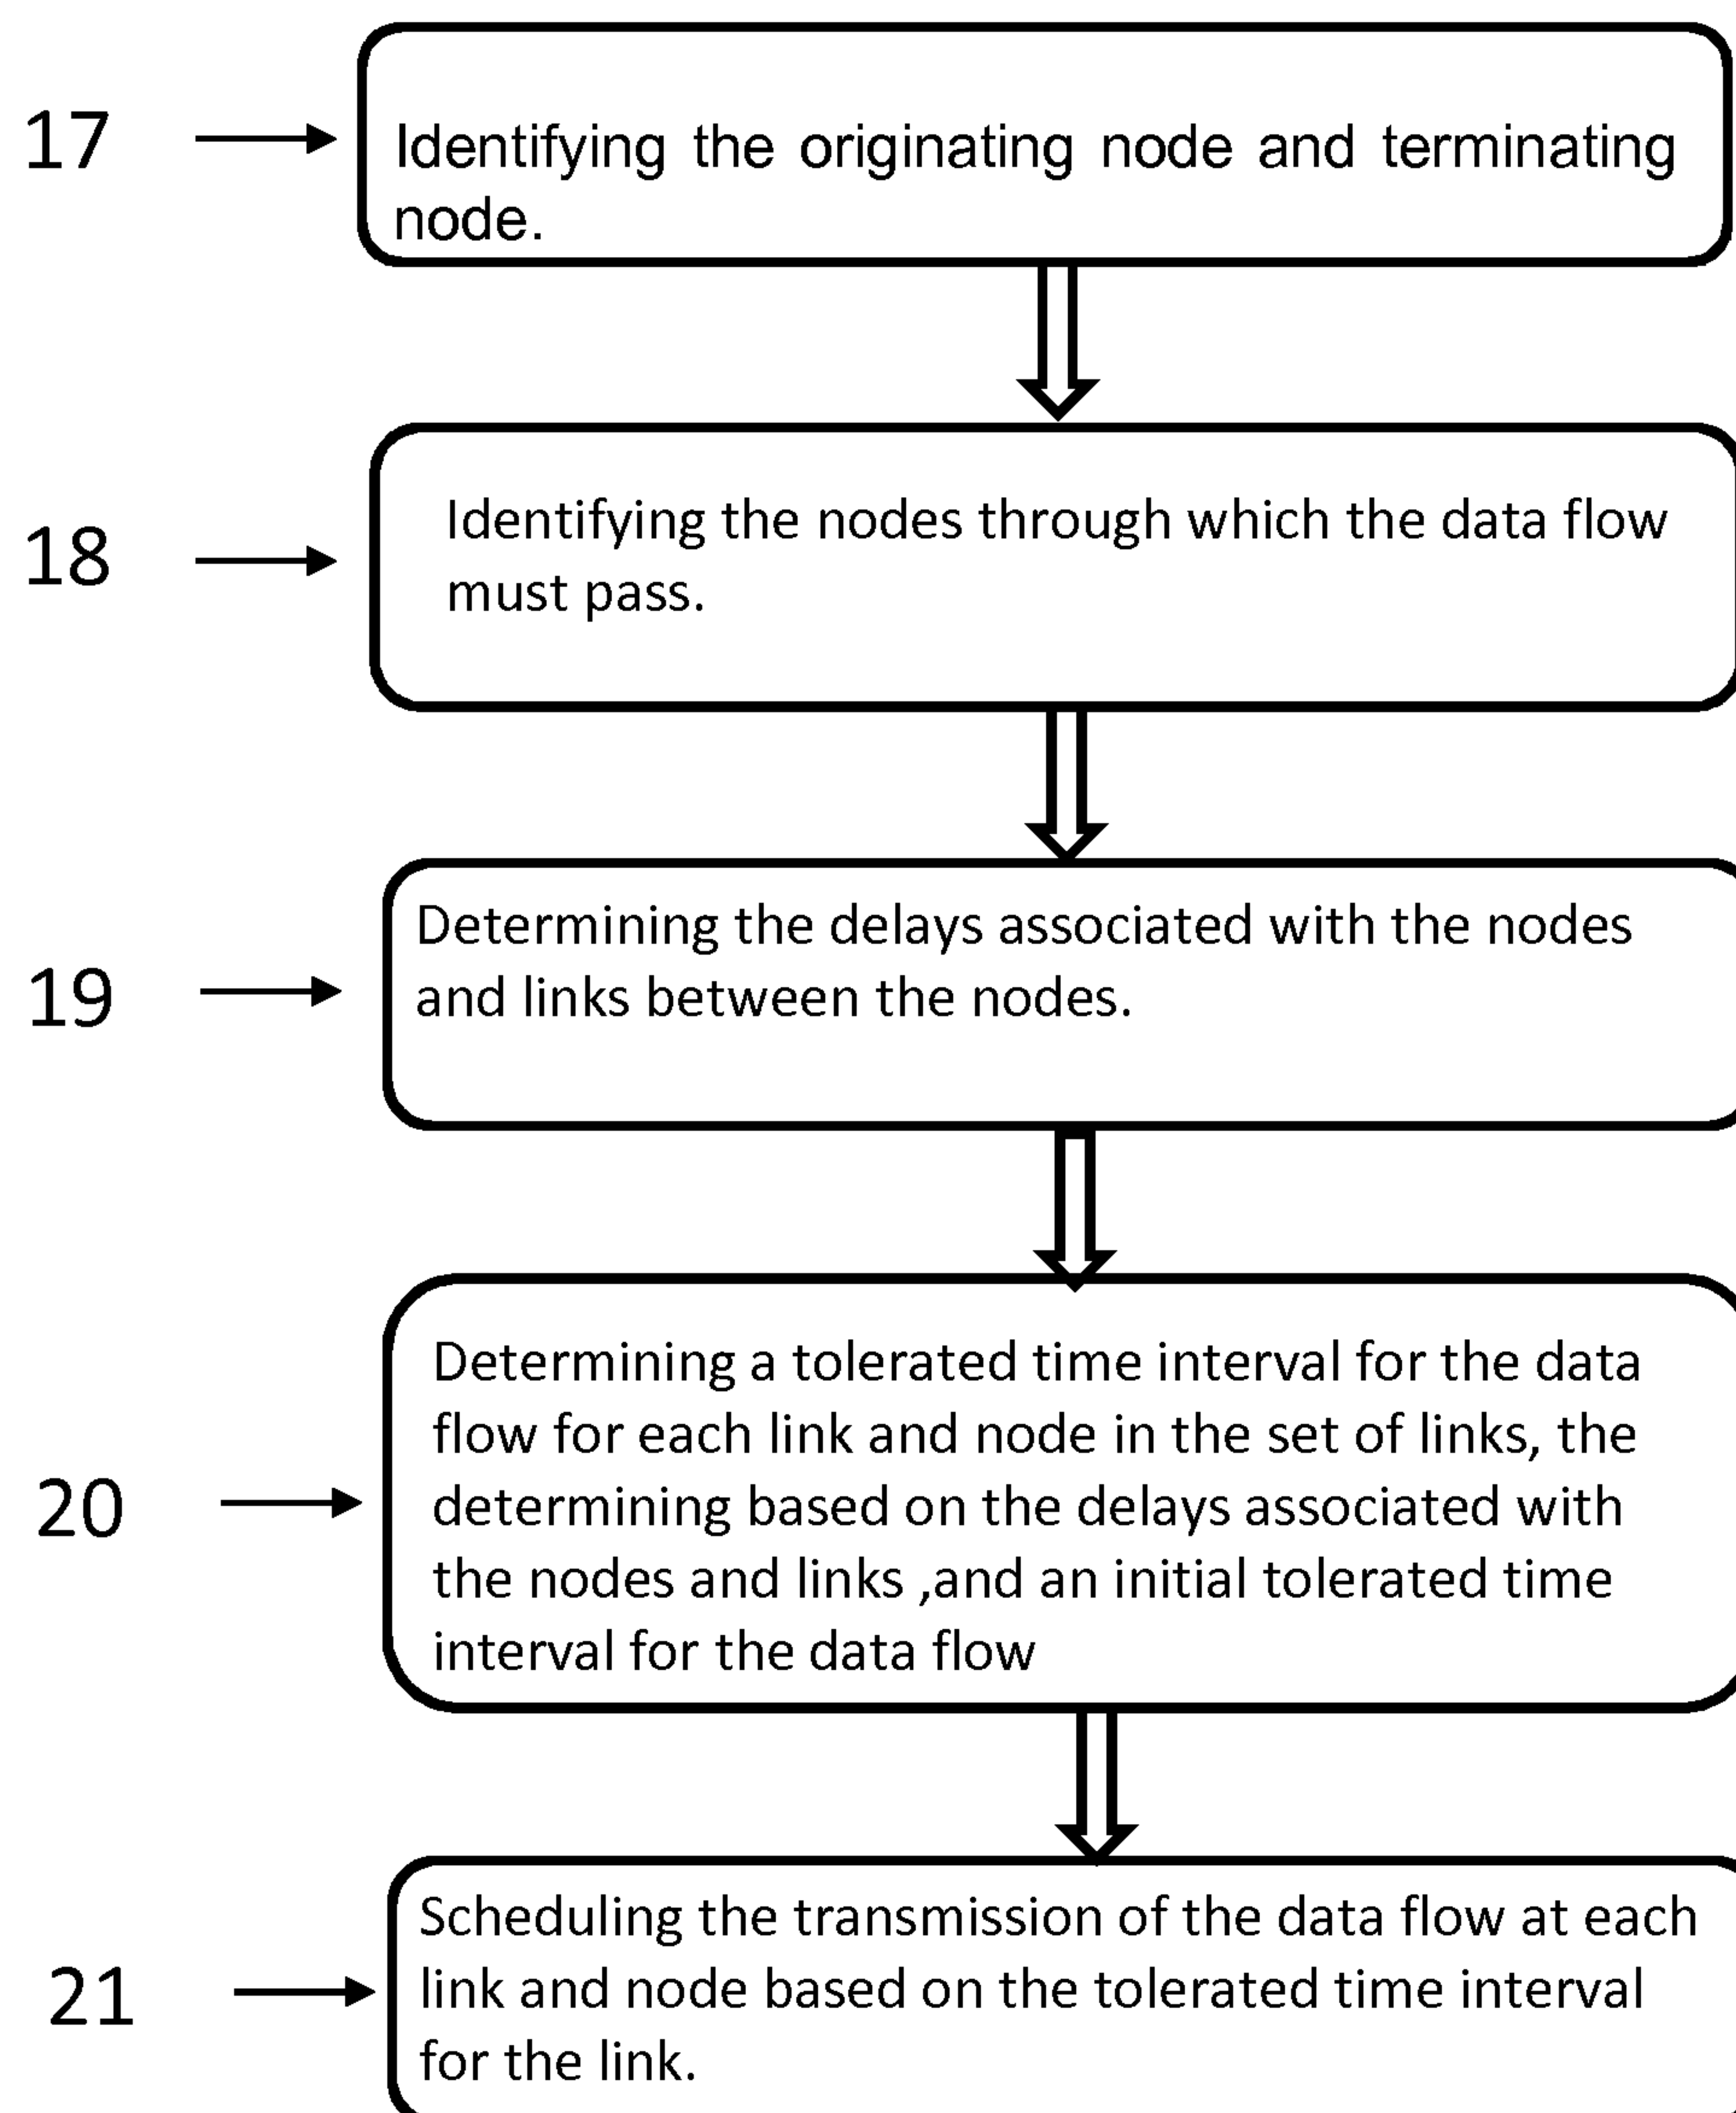 17
Identifying the originating node and terminating
node.
18
Identifying the nodes through which the data flow
must pass.
19
Determining the delays associated with the nodes
and links between the nodes.
20
Determining a tolerated time interval for the data
flow for each link and node in the set of links, the
determining based on the delays associated with
the nodes and links ,and an initial tolerated time
interval for the data flow
21
Scheduling the transmission of the data flow at each
link and node based on the tolerated time interval
for the link.